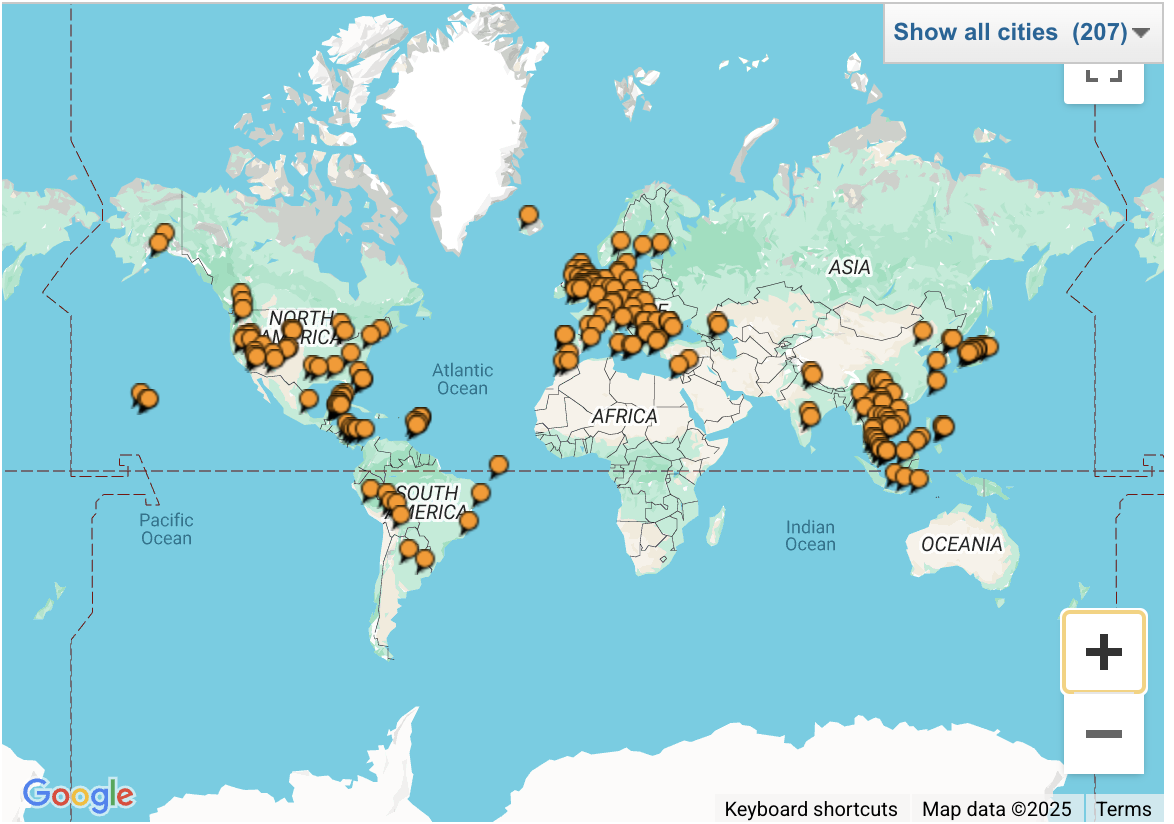 Show all cities (207)
ASIA
NORTH
AMERICA
Atlantic
Ocean
AFRICA
SOUTH
AMERICA
Pacific
Ocean
Indian
Ocean
OCEANIA
Google
Keyboard shortcuts
Map data ©2025
Terms